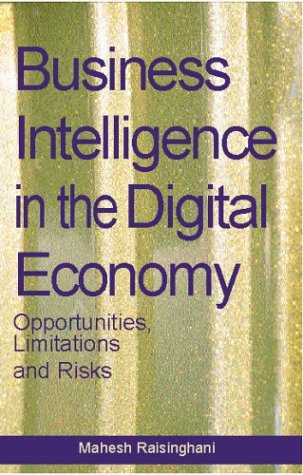 Business
Intelligence
in the Digital
Economy
Opportunities,
Limitations
and Risks
Mahesh Raisinghani